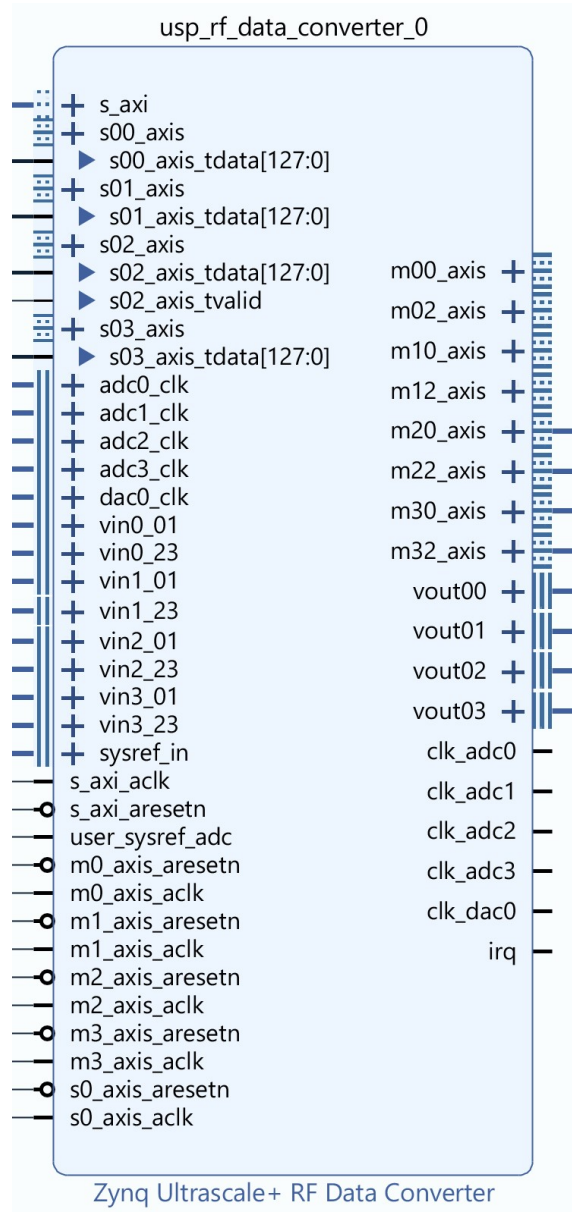 usp_rf_data_converter_0
s_axi
s00_axis
s00_axis_tdata[127:0]
s01_axis
s01_axis_tdata[127:0]
s02_axis
s02_axis_tdata[127:0]
s02_axis_tvalid
s03_axis
s03_axis_tdata[127:0]
adc0_clk
adc1_clk
adc2_clk
adc3_clk
dac0_clk
vin0_01
vin0_23
vin1_01
vin1_23
vin2_01
vin2_23
vin3_01
vin3_23
sysref_in
s_axi_aclk
s_axi_aresetn
user_sysref_adc
m0_axis_aresetn
m0_axis_aclk
m1_axis_aresetn
m1_axis_aclk
m2_axis_aresetn
m2_axis_aclk
m3_axis_aresetn
m3_axis_aclk
s0_axis_aresetn
s0_axis_aclk
m00_axis
m02_axis
m10_axis
m12_axis
m20_axis
m22_axis
m30_axis
m32_axis
vout00
vout01
vout02
vout03
clk_adc0
clk_adc1
clk_adc2
clk_adc3
clk_dac0
irq
Zynq Ultrascale+ RF Data Converter